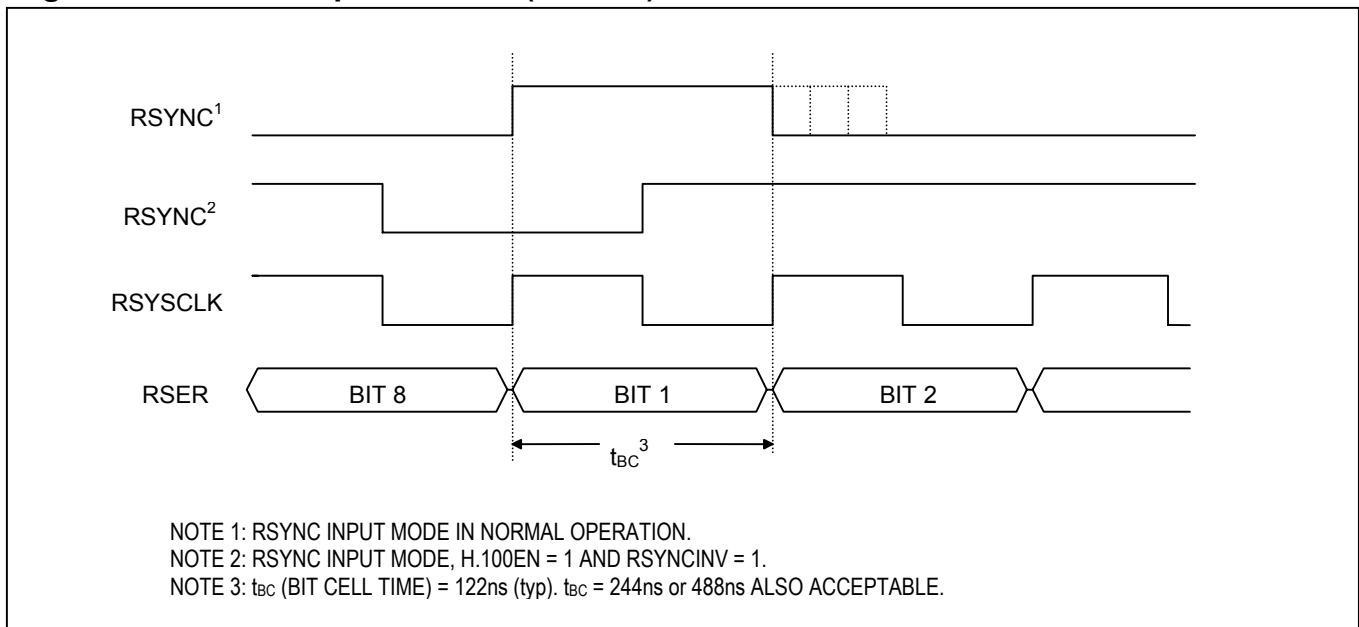 RSYNC¹
RSYNC²
RSYSCLK
RSER BIT 8 BIT 1 BIT 2
tBC³
NOTE 1: RSYNC INPUT MODE IN NORMAL OPERATION.
NOTE 2: RSYNC INPUT MODE, H.100EN = 1 AND RSYNCINV = 1.
NOTE 3: tBC (BIT CELL TIME) = 122ns (typ). tBC = 244ns or 488ns ALSO ACCEPTABLE.